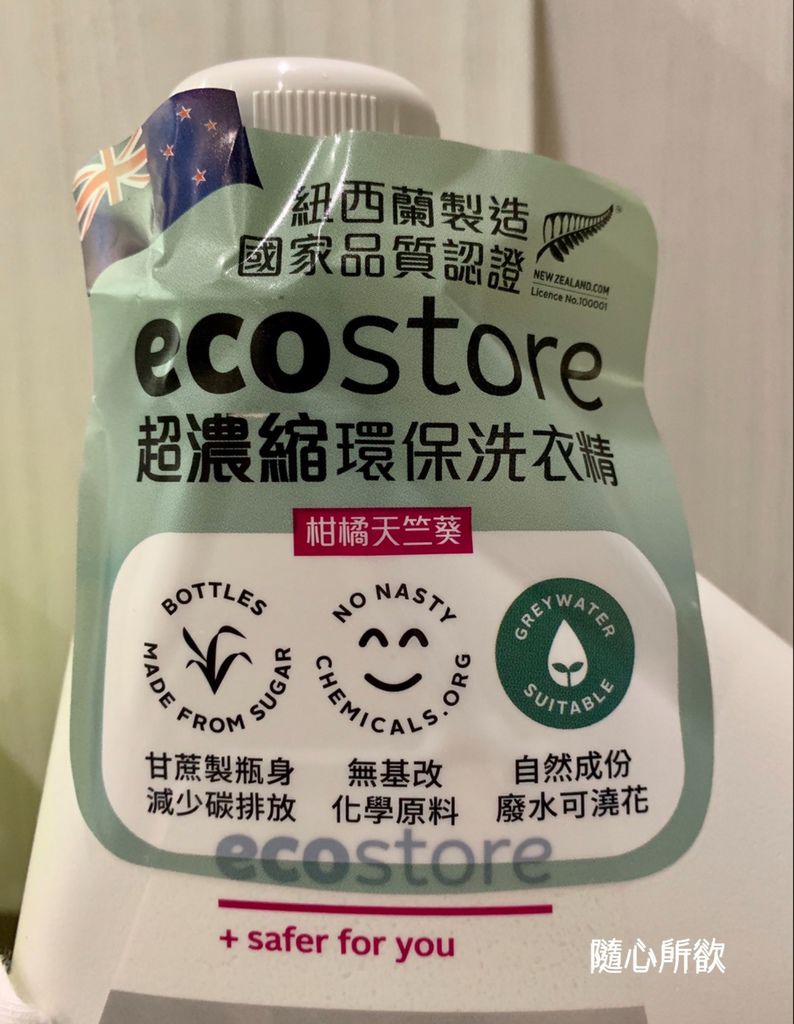 紐西蘭製造
國家品質認證
NEWZEALAND.COM
Licence No.100001
ecostore
超濃縮環保洗衣精
柑橘天竺葵
BOTTLES MADE FROM SUGAR
NO NASTY CHEMICALS.ORG
GREYWATER SUITABLE
甘蔗製瓶身
減少碳排放
無基改
化學原料
自然成份
廢水可澆花
ecostore
+ safer for you
隨心所欲